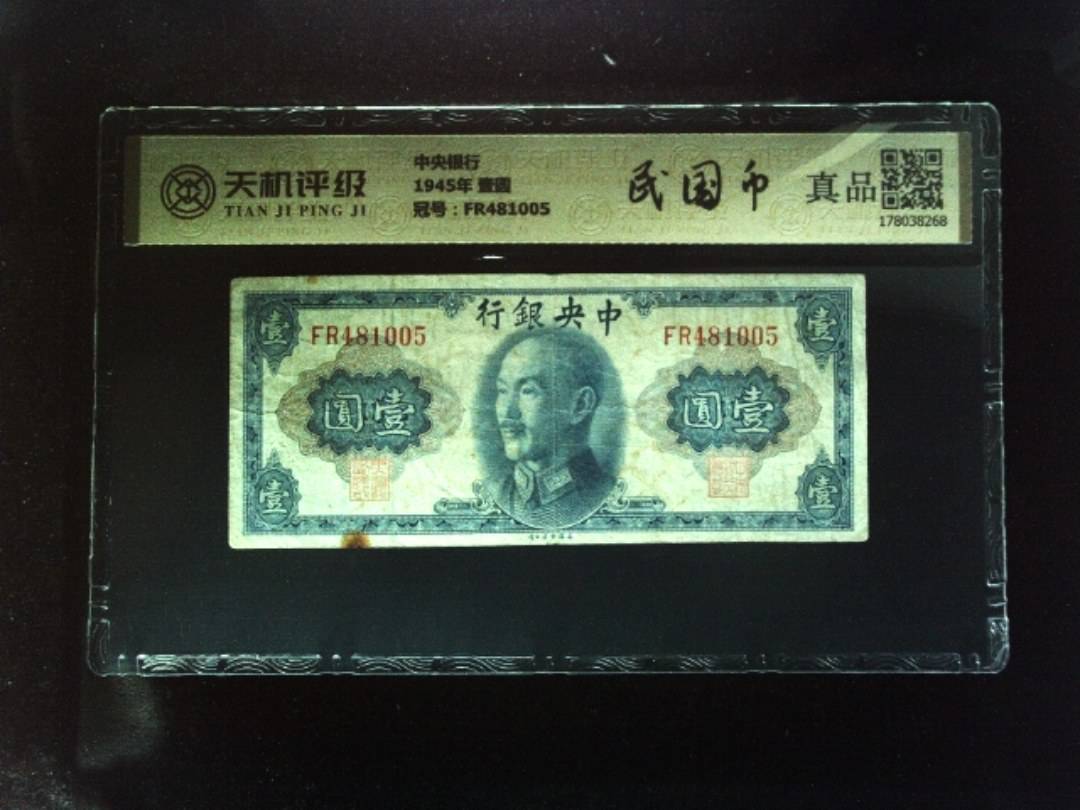 天机评级
TIAN JI PING JI
中央银行
1945年 壹圆
冠号：FR481005
民国币
真品
178038268
行銀央中
壹
壹
FR481005
FR481005
圓壹
圓壹
壹
壹